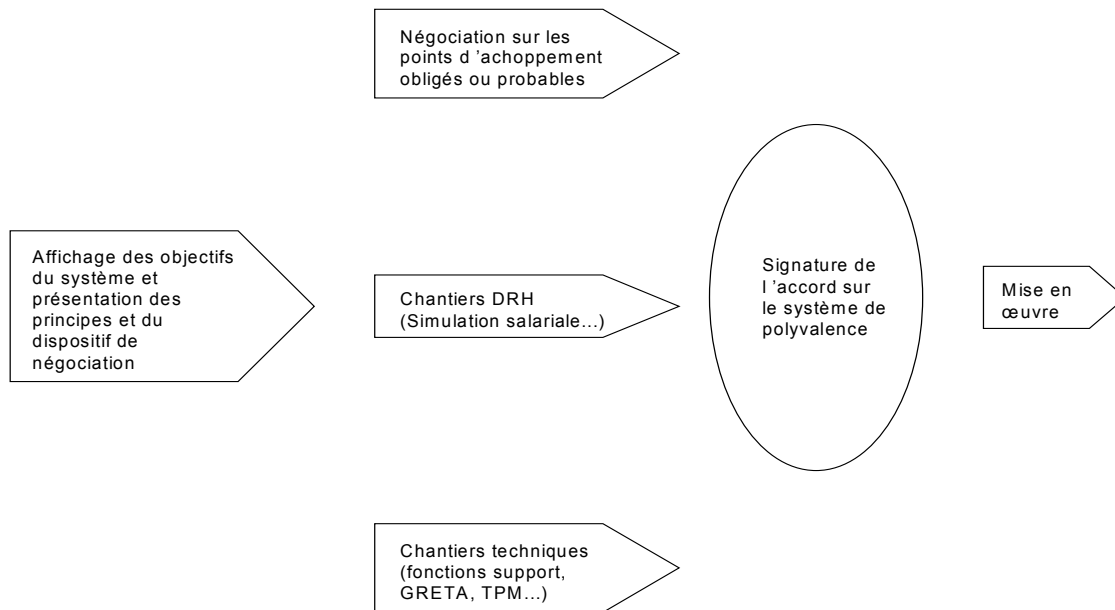 Négociation sur les
points d 'achoppement
obligés ou probables
Affichage des objectifs
du système et
présentation des
principes et du
dispositif de
négociation
Chantiers DRH
(Simulation salariale...)
Signature de
l 'accord sur
le système de
polyvalence
Mise en
œuvre
Chantiers techniques
(fonctions support,
GRETA, TPM...)